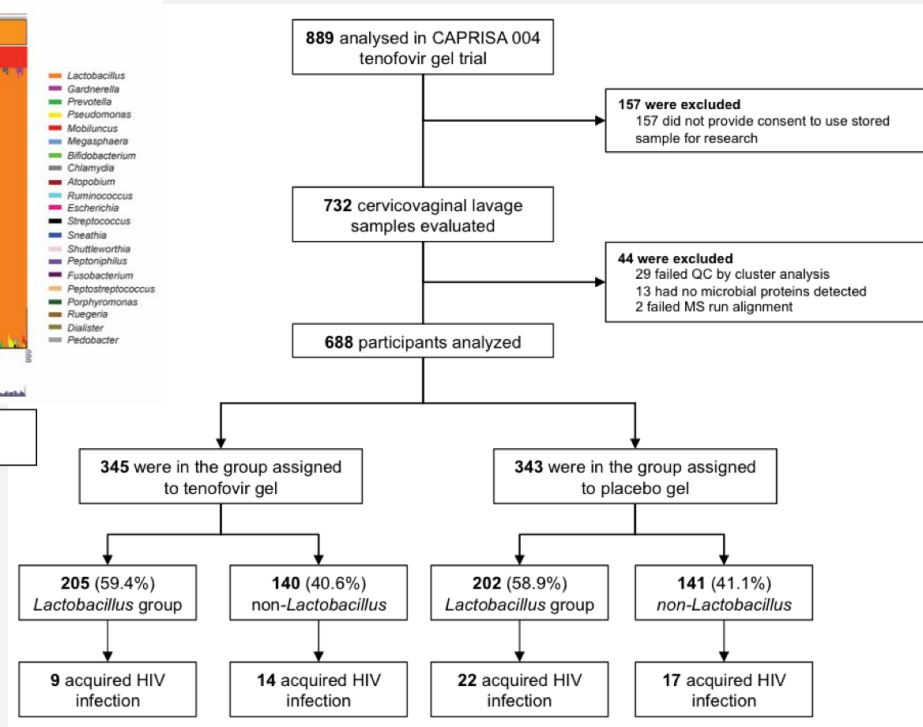 Lactobacillus
Gardnerella
Prevotella
Pseudomonas
Mobiluncus
Megasphaera
Bifidobacterium
Chlamydia
Atopobium
Ruminococcus
Escherichia
Streptococcus
Sneathia
Shuttleworthia
Peptoniphilus
Fusobacterium
Peptostreptococcus
Porphyromonas
Ruegeria
Dialister
Pedobacter
688
889 analysed in CAPRISA 004
tenofovir gel trial
157 were excluded
157 did not provide consent to use stored
sample for research
732 cervicovaginal lavage
samples evaluated
44 were excluded
29 failed QC by cluster analysis
13 had no microbial proteins detected
2 failed MS run alignment
688 participants analyzed
345 were in the group assigned
to tenofovir gel
343 were in the group assigned
to placebo gel
205 (59.4%)
Lactobacillus group
140 (40.6%)
non-Lactobacillus
202 (58.9%)
Lactobacillus group
141 (41.1%)
non-Lactobacillus
9 acquired HIV
infection
14 acquired HIV
infection
22 acquired HIV
infection
17 acquired HIV
infection